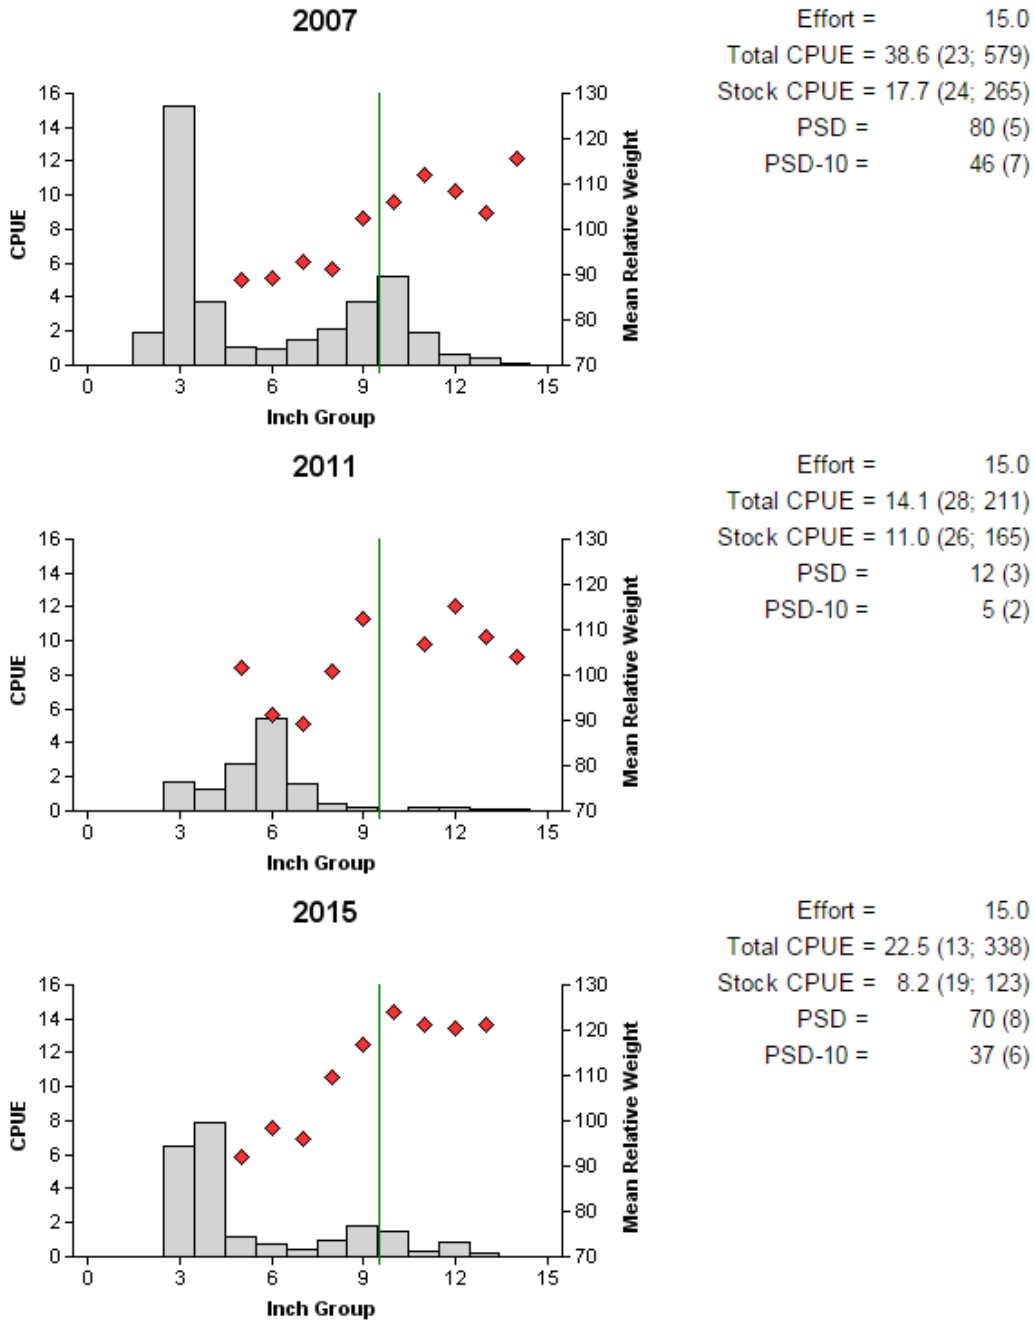 2007
Effort = 15.0
Total CPUE = 38.6 (23; 579)
Stock CPUE = 17.7 (24; 265)
PSD = 80 (5)
PSD-10 = 46 (7)
16 130
14 120
12
10 110
8 100
6 90
4
2 80
0 70
CPUE
Mean Relative Weight
0 3 6 9 12 15
Inch Group
2011
Effort = 15.0
Total CPUE = 14.1 (28; 211)
Stock CPUE = 11.0 (26; 165)
PSD = 12 (3)
PSD-10 = 5 (2)
16 130
14 120
12
10 110
8 100
6 90
4
2 80
0 70
CPUE
Mean Relative Weight
0 3 6 9 12 15
Inch Group
2015
Effort = 15.0
Total CPUE = 22.5 (13; 338)
Stock CPUE = 8.2 (19; 123)
PSD = 70 (8)
PSD-10 = 37 (6)
16 130
14 120
12
10 110
8 100
6 90
4
2 80
0 70
CPUE
Mean Relative Weight
0 3 6 9 12 15
Inch Group